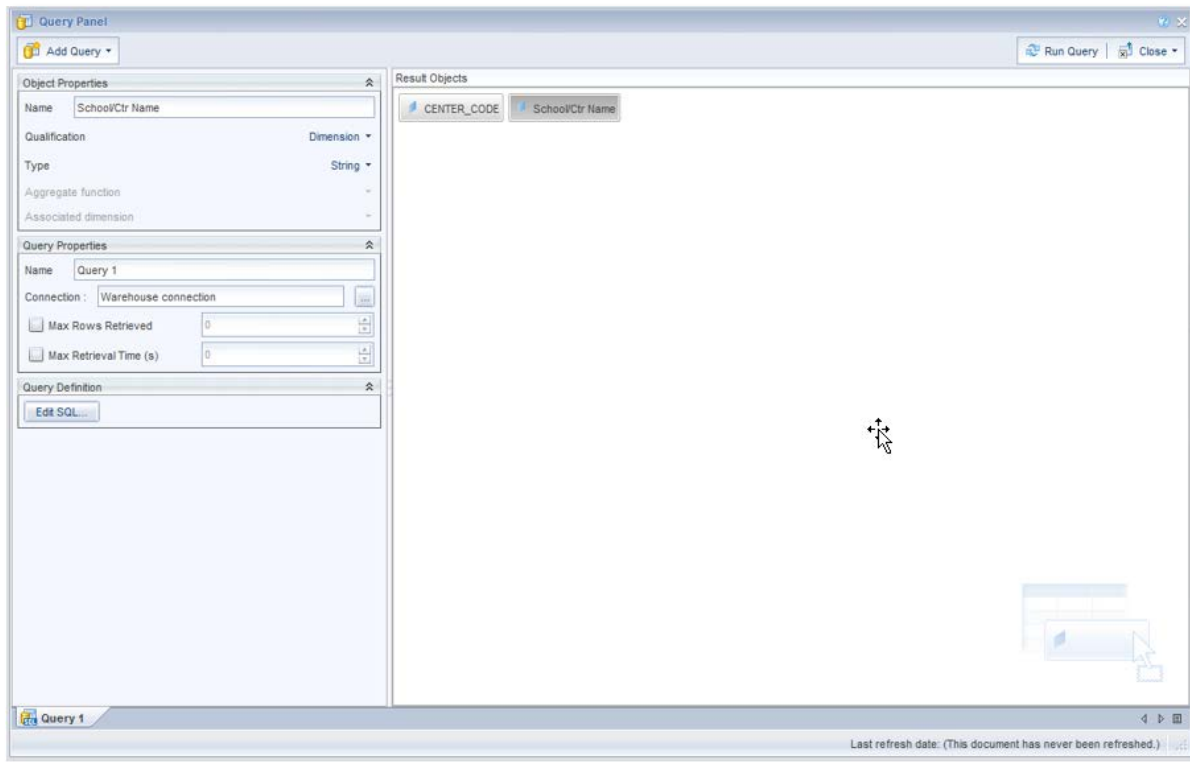 Query Panel
Add Query
Run Query | Close
Object Properties
Name School/Ctr Name
Qualification Dimension
Type String
Aggregate function
Associated dimension
Query Properties
Name Query 1
Connection : Warehouse connection
...
Max Rows Retrieved 0
Max Retrieval Time (s) 0
Query Definition
Edit SQL...
Result Objects
CENTER_CODE School/Ctr Name
Query 1
Last refresh date: (This document has never been refreshed.)